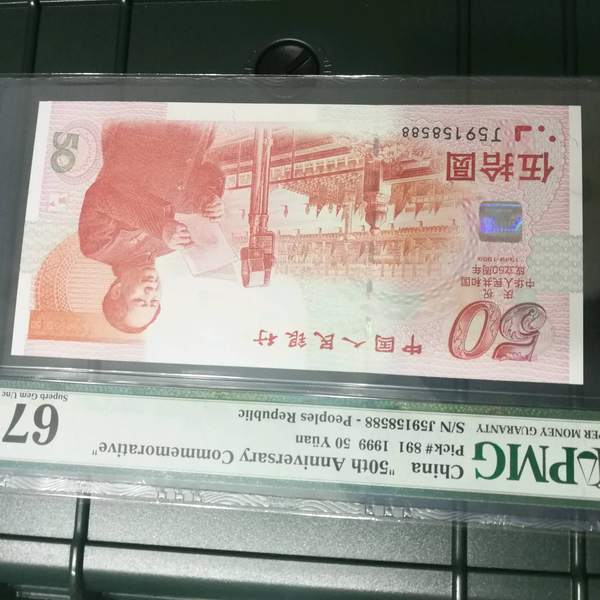 PMG
PAPER MONEY GUARANTY
China "50th Anniversary Commemorative"
Pick# 891 1999 50 Yüan
S/N J59158588 - Peoples Republic
67
Superb Gem Unc
50
中国人民银行
庆祝
中华人民共和国
成立50周年
1949-1999
伍拾圆
J59158588
50